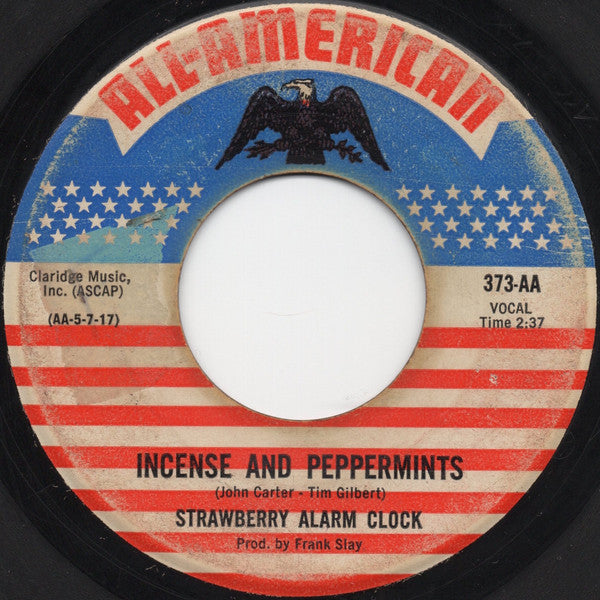 ALL-AMERICAN
Claridge Music,
Inc. (ASCAP)
(AA-5-7-17)
373-AA
VOCAL
Time 2:37
INCENSE AND PEPPERMINTS
(John Carter - Tim Gilbert)
STRAWBERRY ALARM CLOCK
Prod. by Frank Slay